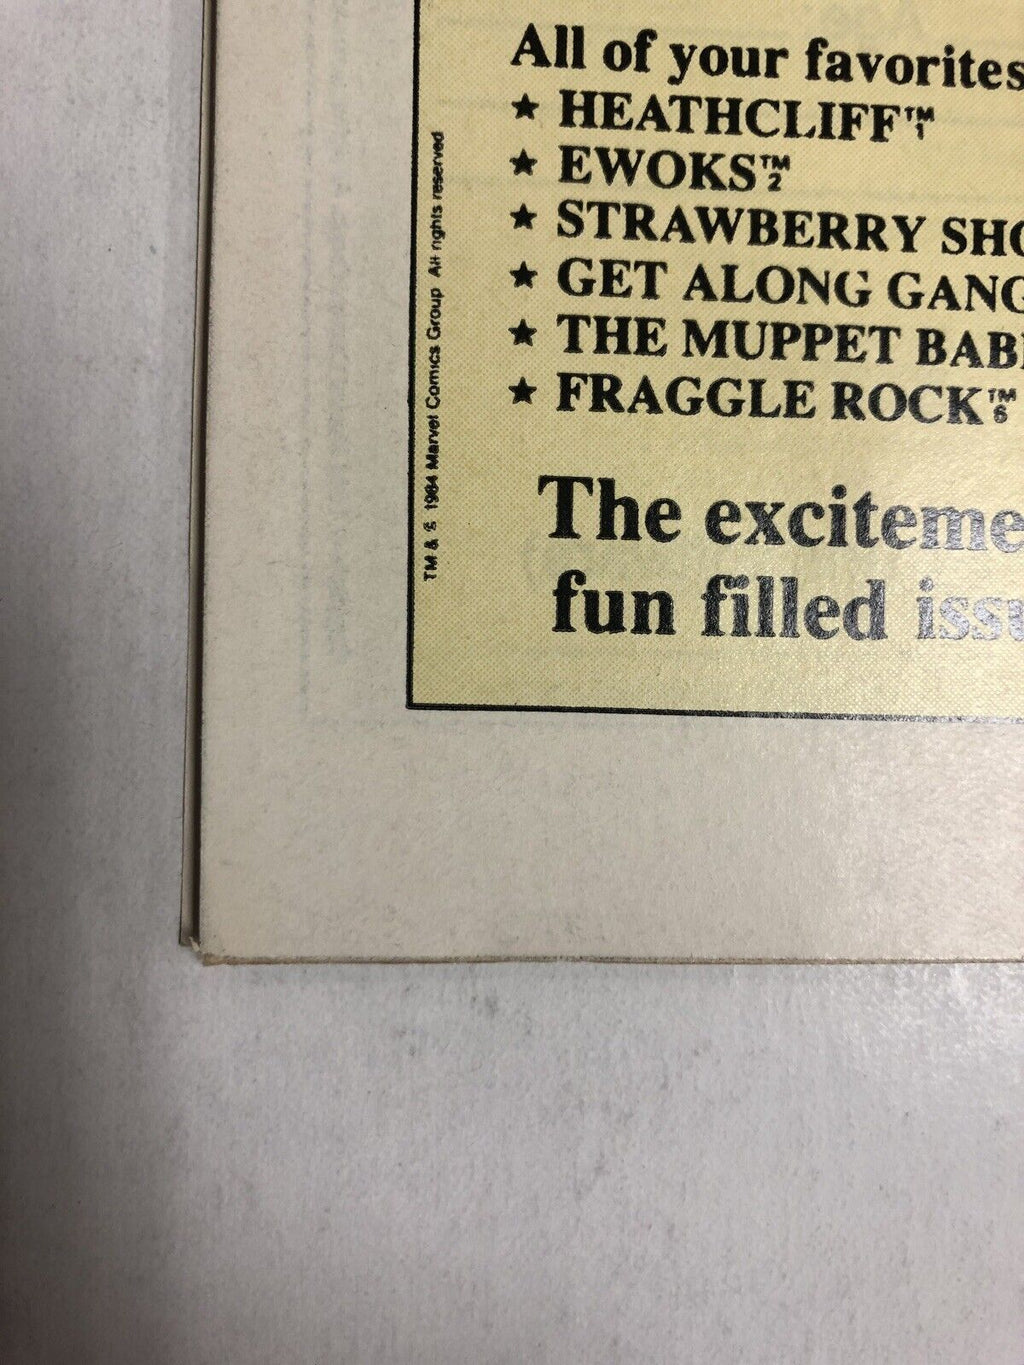 All of your favorites
★ HEATHCLIFF™1
★ EWOKS™2
★ STRAWBERRY SHO
★ GET ALONG GANG
★ THE MUPPET BAB
★ FRAGGLE ROCK™6
The exciteme
fun filled issu
TM & © 1984 Marvel Comics Group All rights reserved